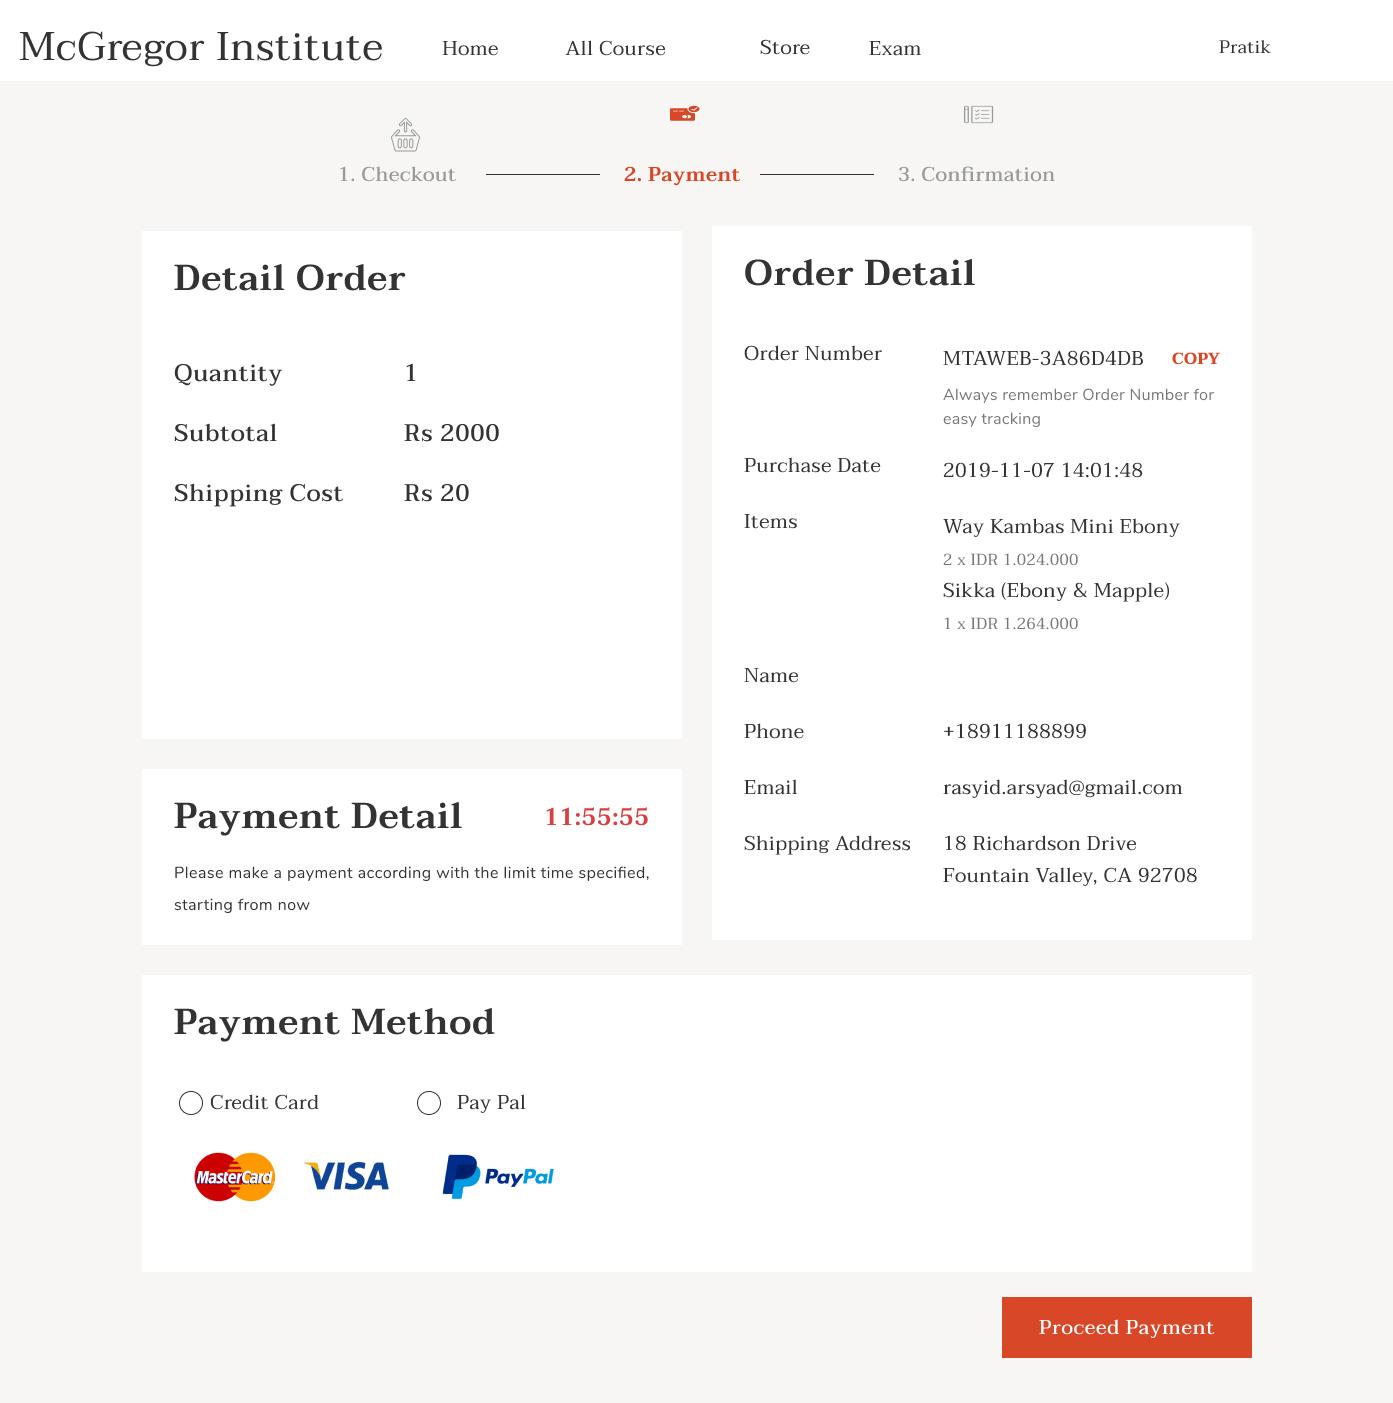 McGregor Institute
Home
All Course
Store
Exam
Pratik
1. Checkout
2. Payment
3. Confirmation
Detail Order
Quantity 1
Subtotal Rs 2000
Shipping Cost Rs 20
Payment Detail 11:55:55
Please make a payment according with the limit time specified,
starting from now
Order Detail
Order Number MTAWEB-3A86D4DB COPY
Always remember Order Number for
easy tracking
Purchase Date 2019-11-07 14:01:48
Items Way Kambas Mini Ebony
2 x IDR 1.024.000
Sikka (Ebony & Mapple)
1 x IDR 1.264.000
Name
Phone +18911188899
Email rasyid.arsyad@gmail.com
Shipping Address 18 Richardson Drive
Fountain Valley, CA 92708
Payment Method
Credit Card
Pay Pal
MasterCard
VISA
PayPal
Proceed Payment